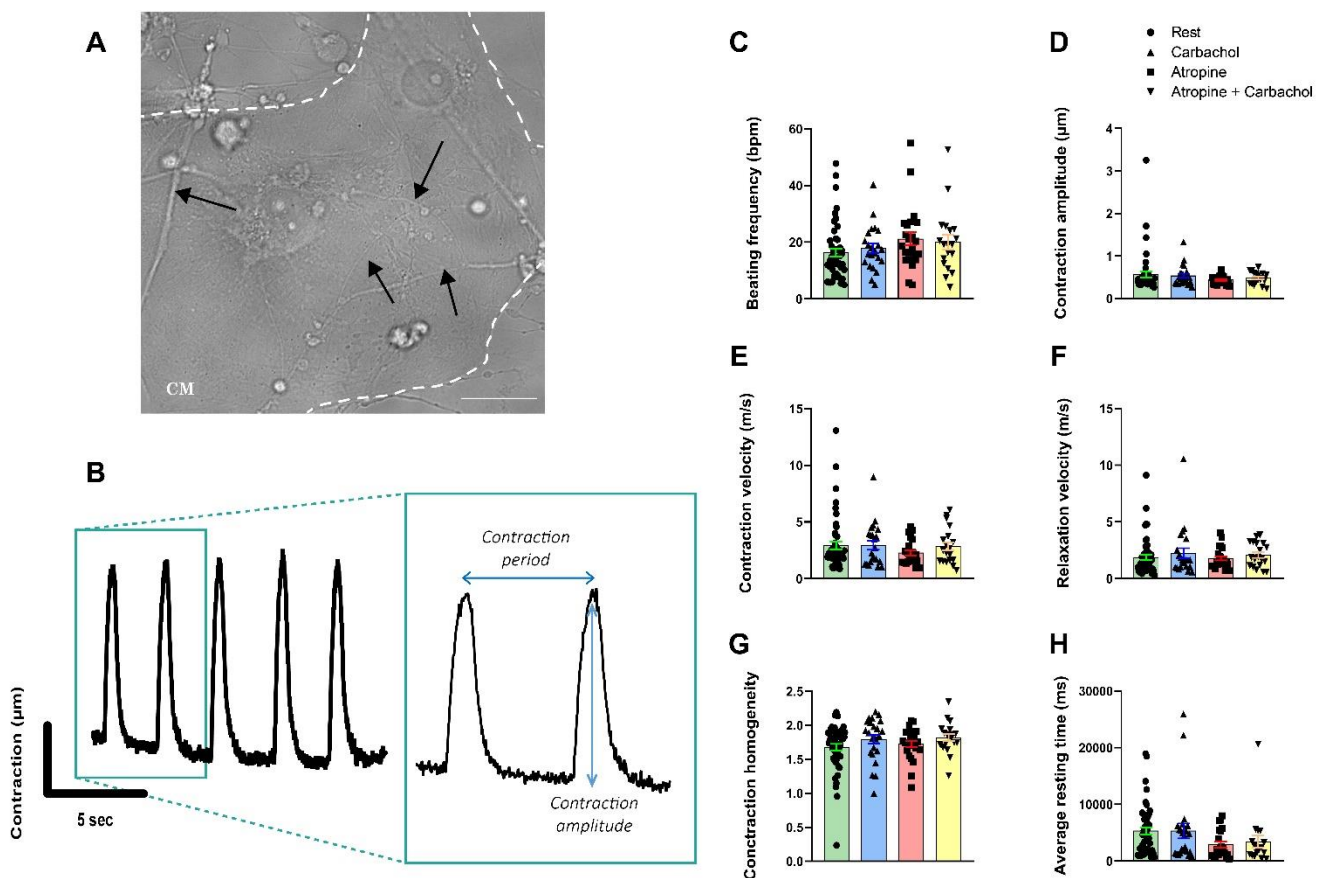 A
CM
B
Contraction (μm)
5 sec
Contraction
period
Contraction
amplitude
C
Beating frequency (bpm)
60
40
20
0
D
Rest
Carbachol
Atropine
Atropine + Carbachol
Contraction amplitude (μm)
4
3
2
1
0
E
Contraction velocity (m/s)
15
10
5
0
F
Relaxation velocity (m/s)
15
10
5
0
G
Conctraction homogeneity
2.5
2.0
1.5
1.0
0.5
0.0
H
Average resting time (ms)
30000
20000
10000
0